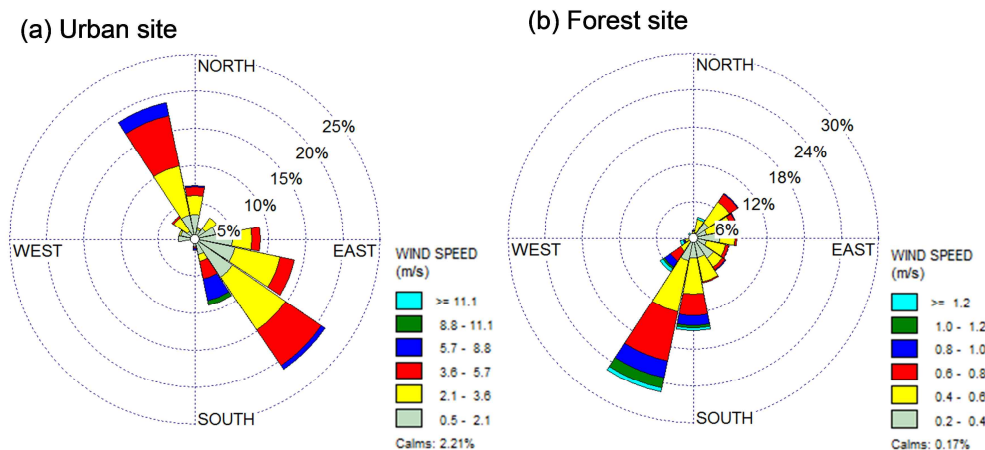 (a) Urban site
NORTH
25%
20%
15%
10%
5%
WEST
EAST
SOUTH
WIND SPEED
(m/s)
>= 11.1
8.8 - 11.1
5.7 - 8.8
3.6 - 5.7
2.1 - 3.6
0.5 - 2.1
Calms: 2.21%
(b) Forest site
NORTH
30%
24%
18%
12%
6%
WEST
EAST
SOUTH
WIND SPEED
(m/s)
>= 1.2
1.0 - 1.2
0.8 - 1.0
0.6 - 0.8
0.4 - 0.6
0.2 - 0.4
Calms: 0.17%